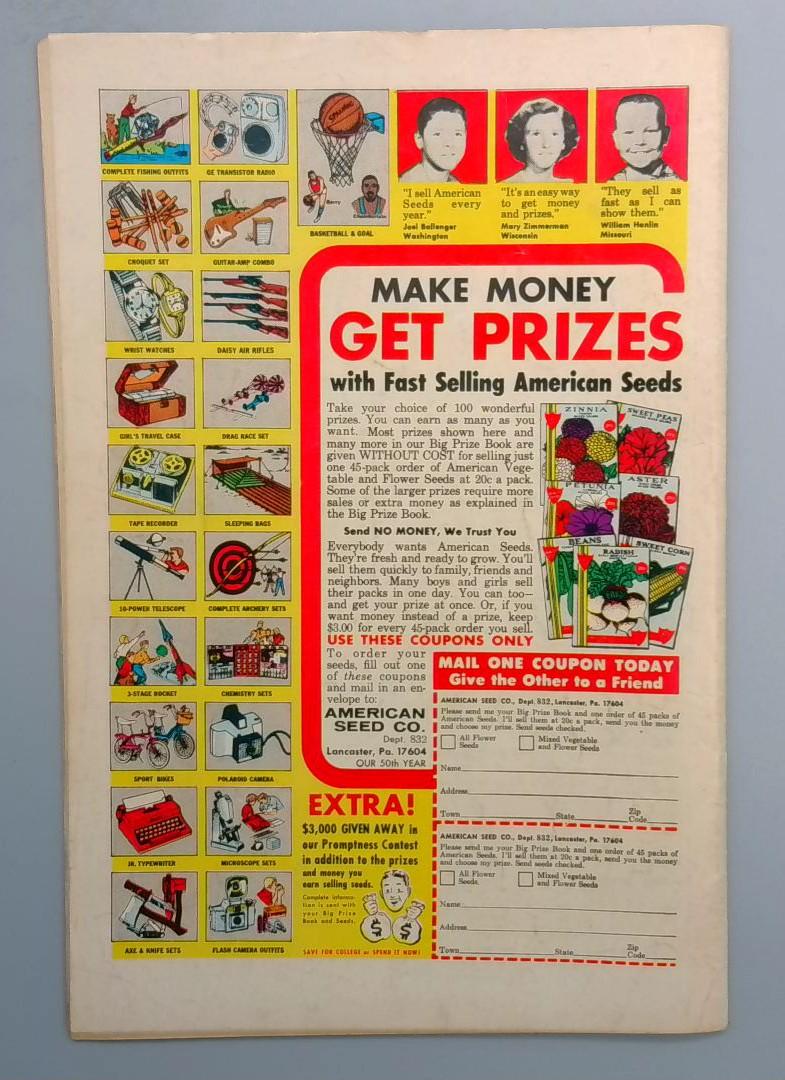 COMPLETE FISHING OUTFITS
GE TRANSISTOR RADIO
CROQUET SET
GUITAR-AMP COMBO
WRIST WATCHES
DAISY AIR RIFLES
GIRL'S TRAVEL CASE
DRAG RACE SET
TAPE RECORDER
SLEEPING BAGS
10-POWER TELESCOPE
COMPLETE ARCHERY SETS
3-STAGE ROCKET
CHEMISTRY SETS
SPORT BIKES
POLAROID CAMERA
JR. TYPEWRITER
MICROSCOPE SETS
AXE & KNIFE SETS
FLASH CAMERA OUTFITS
SPALDING
Barry
Chamberlain
BASKETBALL & GOAL
"I sell American
Seeds every
year."
Joel Ballenger
Washington
"It's an easy way
to get money
and prizes."
Mary Zimmerman
Wisconsin
"They sell as
fast as I can
show them."
William Henlin
Missouri
MAKE MONEY
GET PRIZES
with Fast Selling American Seeds
Take your choice of 100 wonderful
prizes. You can earn as many as you
want. Most prizes shown here and
many more in our Big Prize Book are
given WITHOUT COST for selling just
one 45-pack order of American Vege-
table and Flower Seeds at 20c a pack.
Some of the larger prizes require more
sales or extra money as explained in
the Big Prize Book.
Send NO MONEY, We Trust You
Everybody wants American Seeds.
They're fresh and ready to grow. You'll
sell them quickly to family, friends and
neighbors. Many boys and girls sell
their packs in one day. You can too—
and get your prize at once. Or, if you
want money instead of a prize, keep
$3.00 for every 45-pack order you sell.
USE THESE COUPONS ONLY
To order your
seeds, fill out one
of these coupons
and mail in an en-
velope to:
AMERICAN
SEED CO.
Dept. 832
Lancaster, Pa. 17604
OUR 50th YEAR
ZINNIA
SWEET PEAS
PETUNIA
ASTER
BEANS
RADISH
SWEET CORN
MAIL ONE COUPON TODAY
Give the Other to a Friend
AMERICAN SEED CO., Dept. 832, Lancaster, Pa. 17604
Please send me your Big Prize Book and one order of 45 packs of
American Seeds. I'll sell them at 20c a pack, send you the money
and choose my prize. Send seeds checked.
All Flower
Seeds
Mixed Vegetable
and Flower Seeds
Name
Address
Town State Zip Code
AMERICAN SEED CO., Dept. 832, Lancaster, Pa. 17604
Please send me your Big Prize Book and one order of 45 packs of
American Seeds. I'll sell them at 20c a pack, send you the money
and choose my prize. Send seeds checked.
All Flower
Seeds
Mixed Vegetable
and Flower Seeds
Name
Address
Town State Zip Code
EXTRA!
$3,000 GIVEN AWAY in
our Promptness Contest
in addition to the prizes
and money you
earn selling seeds.
Complete informa-
tion is sent with
your Big Prize
Book and Seeds.
$ $
SAVE FOR COLLEGE or SPEND IT NOW!